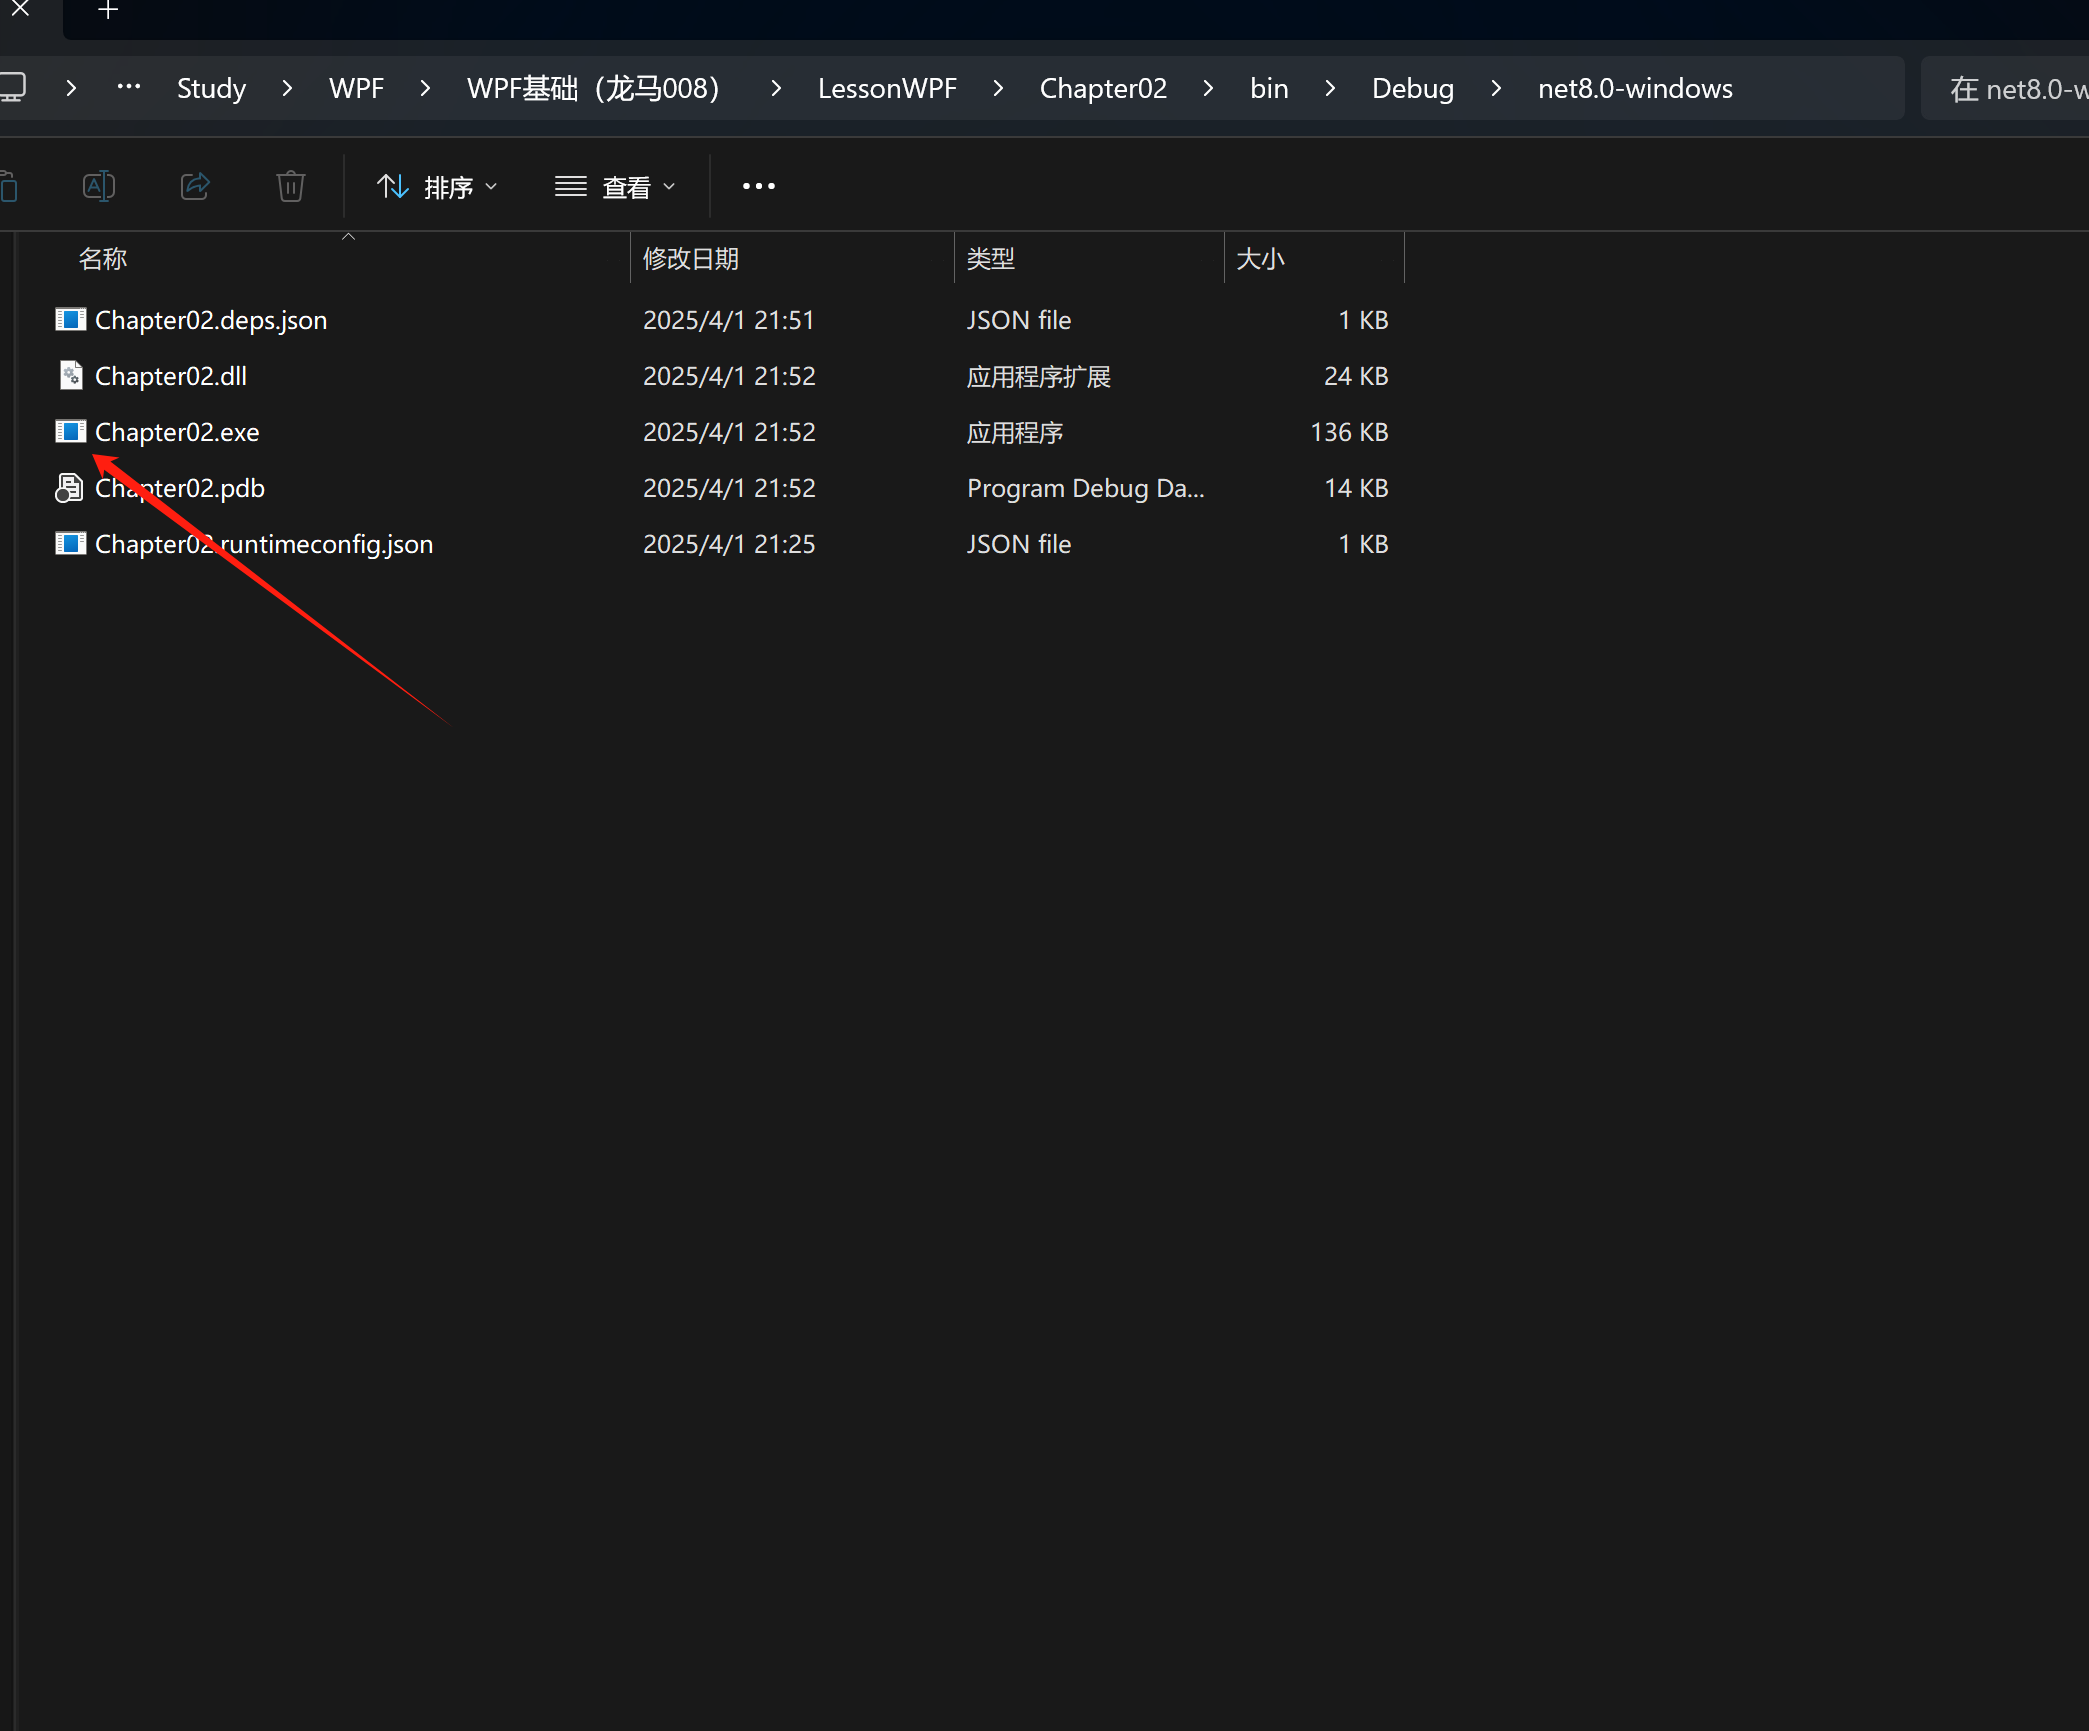 Study WPF WPF基础（龙马008） LessonWPF Chapter02 bin Debug net8.0-windows 在 net8.0-w
排序 查看
名称 修改日期 类型 大小
Chapter02.deps.json 2025/4/1 21:51 JSON file 1 KB
Chapter02.dll 2025/4/1 21:52 应用程序扩展 24 KB
Chapter02.exe 2025/4/1 21:52 应用程序 136 KB
Chapter02.pdb 2025/4/1 21:52 Program Debug Da... 14 KB
Chapter02.runtimeconfig.json 2025/4/1 21:25 JSON file 1 KB